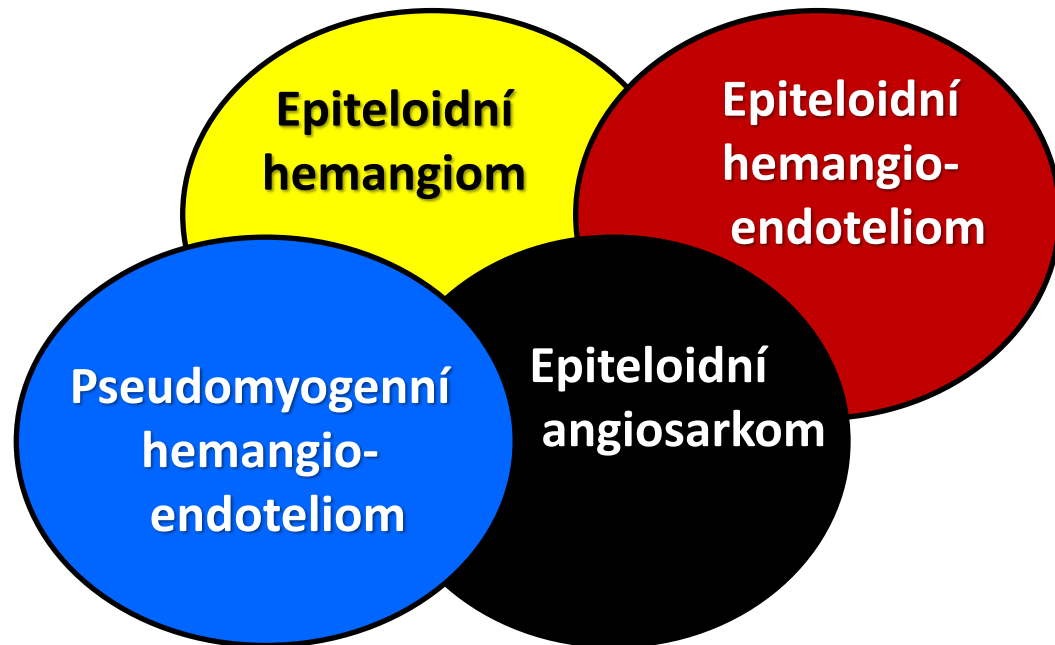 Epiteloidní
hemangiom
Epiteloidní
hemangio-
endoteliom
Pseudomyogenní
hemangio-
endoteliom
Epiteloidní
angiosarkom